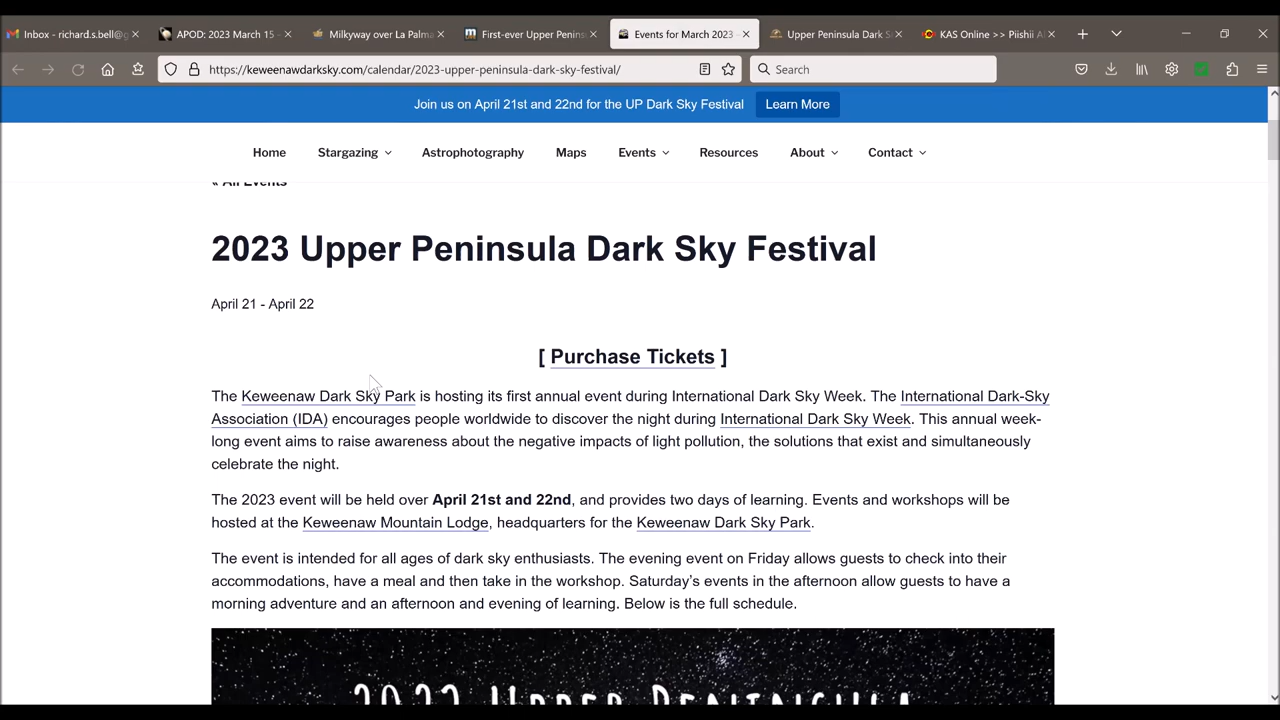 Inbox - richard.s.bell@g
APOD: 2023 March 15 -
Milkyway over La Palma
First-ever Upper Penins
Events for March 2023 -
Upper Peninsula Dark S
KAS Online >> Piishii Al
https://keweenawdarksky.com/calendar/2023-upper-peninsula-dark-sky-festival/
Search
Join us on April 21st and 22nd for the UP Dark Sky Festival Learn More
Home Stargazing Astrophotography Maps Events Resources About Contact
« All Events
2023 Upper Peninsula Dark Sky Festival
April 21 - April 22
[ Purchase Tickets ]
The Keweenaw Dark Sky Park is hosting its first annual event during International Dark Sky Week. The International Dark-Sky
Association (IDA) encourages people worldwide to discover the night during International Dark Sky Week. This annual week-
long event aims to raise awareness about the negative impacts of light pollution, the solutions that exist and simultaneously
celebrate the night.
The 2023 event will be held over April 21st and 22nd, and provides two days of learning. Events and workshops will be
hosted at the Keweenaw Mountain Lodge, headquarters for the Keweenaw Dark Sky Park.
The event is intended for all ages of dark sky enthusiasts. The evening event on Friday allows guests to check into their
accommodations, have a meal and then take in the workshop. Saturday's events in the afternoon allow guests to have a
morning adventure and an afternoon and evening of learning. Below is the full schedule.
2023 UPPER PENINSULA